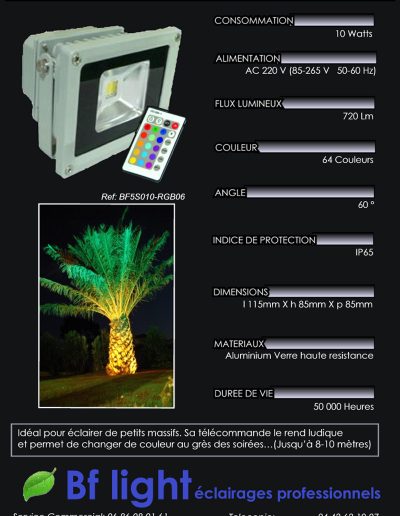 CONSOMMATION
10 Watts
ALIMENTATION
AC 220 V (85-265 V 50-60 Hz)
FLUX LUMINEUX
720 Lm
COULEUR
64 Couleurs
Ref: BF5S010-RGB06
ANGLE
60 °
INDICE DE PROTECTION
IP65
DIMENSIONS
l 115mm X h 85mm X p 85mm
MATERIAUX
Aluminium Verre haute resistance
DUREE DE VIE
50 000 Heures
Idéal pour éclairer de petits massifs. Sa télécommande le rend ludique
et permet de changer de couleur au grès des soirées…(Jusqu'à 8-10 mètres)
Bf light éclairages professionnels